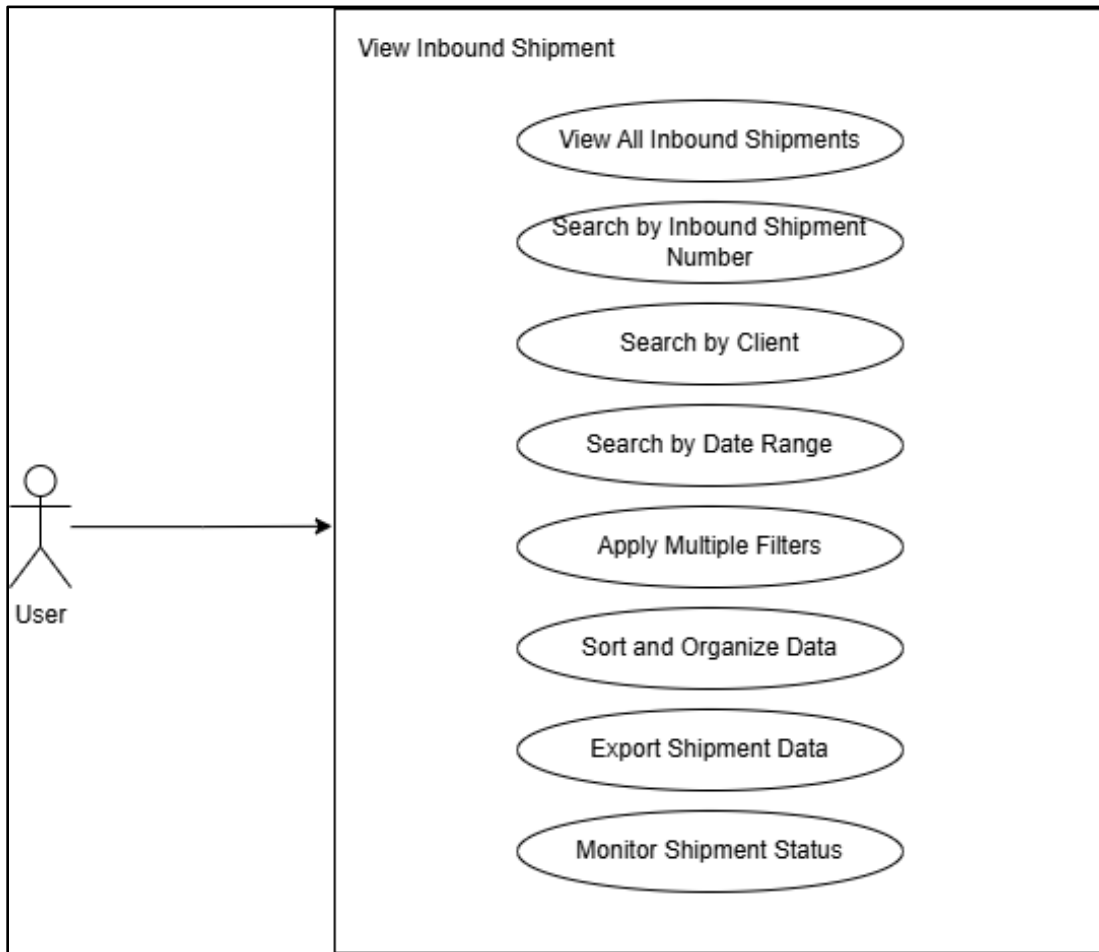 View Inbound Shipment
View All Inbound Shipments
Search by Inbound Shipment
Number
Search by Client
Search by Date Range
Apply Multiple Filters
User
Sort and Organize Data
Export Shipment Data
Monitor Shipment Status